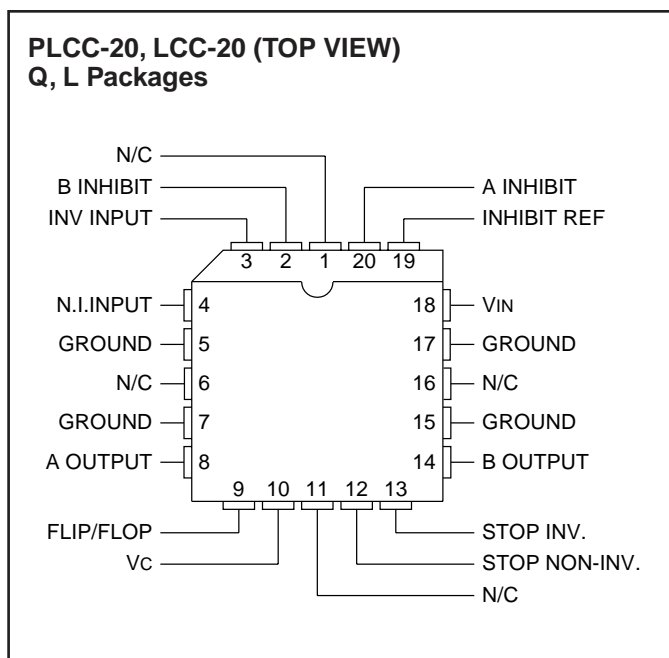 PLCC-20, LCC-20 (TOP VIEW)
Q, L Packages
N/C
B INHIBIT
A INHIBIT
INV INPUT
INHIBIT REF
3 2 1 20 19
N.I.INPUT 4 18 VIN
GROUND 5 17 GROUND
N/C 6 16 N/C
GROUND 7 15 GROUND
A OUTPUT 8 14 B OUTPUT
9 10 11 12 13
FLIP/FLOP
STOP INV.
VC
STOP NON-INV.
N/C